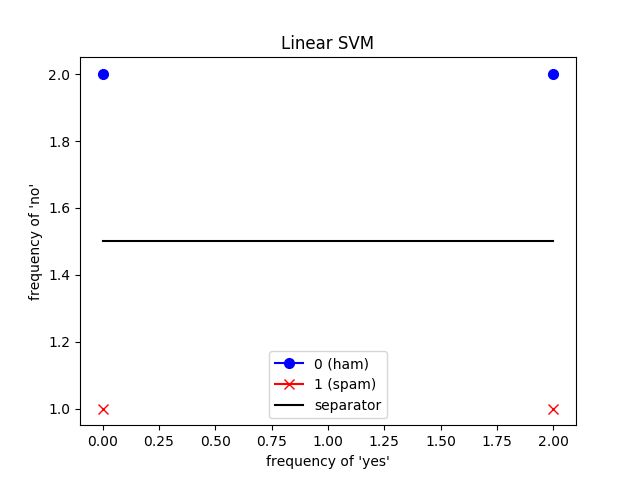 Linear SVM
frequency of 'no'
2.0
1.8
1.6
1.4
1.2
1.0
0 (ham)
1 (spam)
separator
0.00 0.25 0.50 0.75 1.00 1.25 1.50 1.75 2.00
frequency of 'yes'